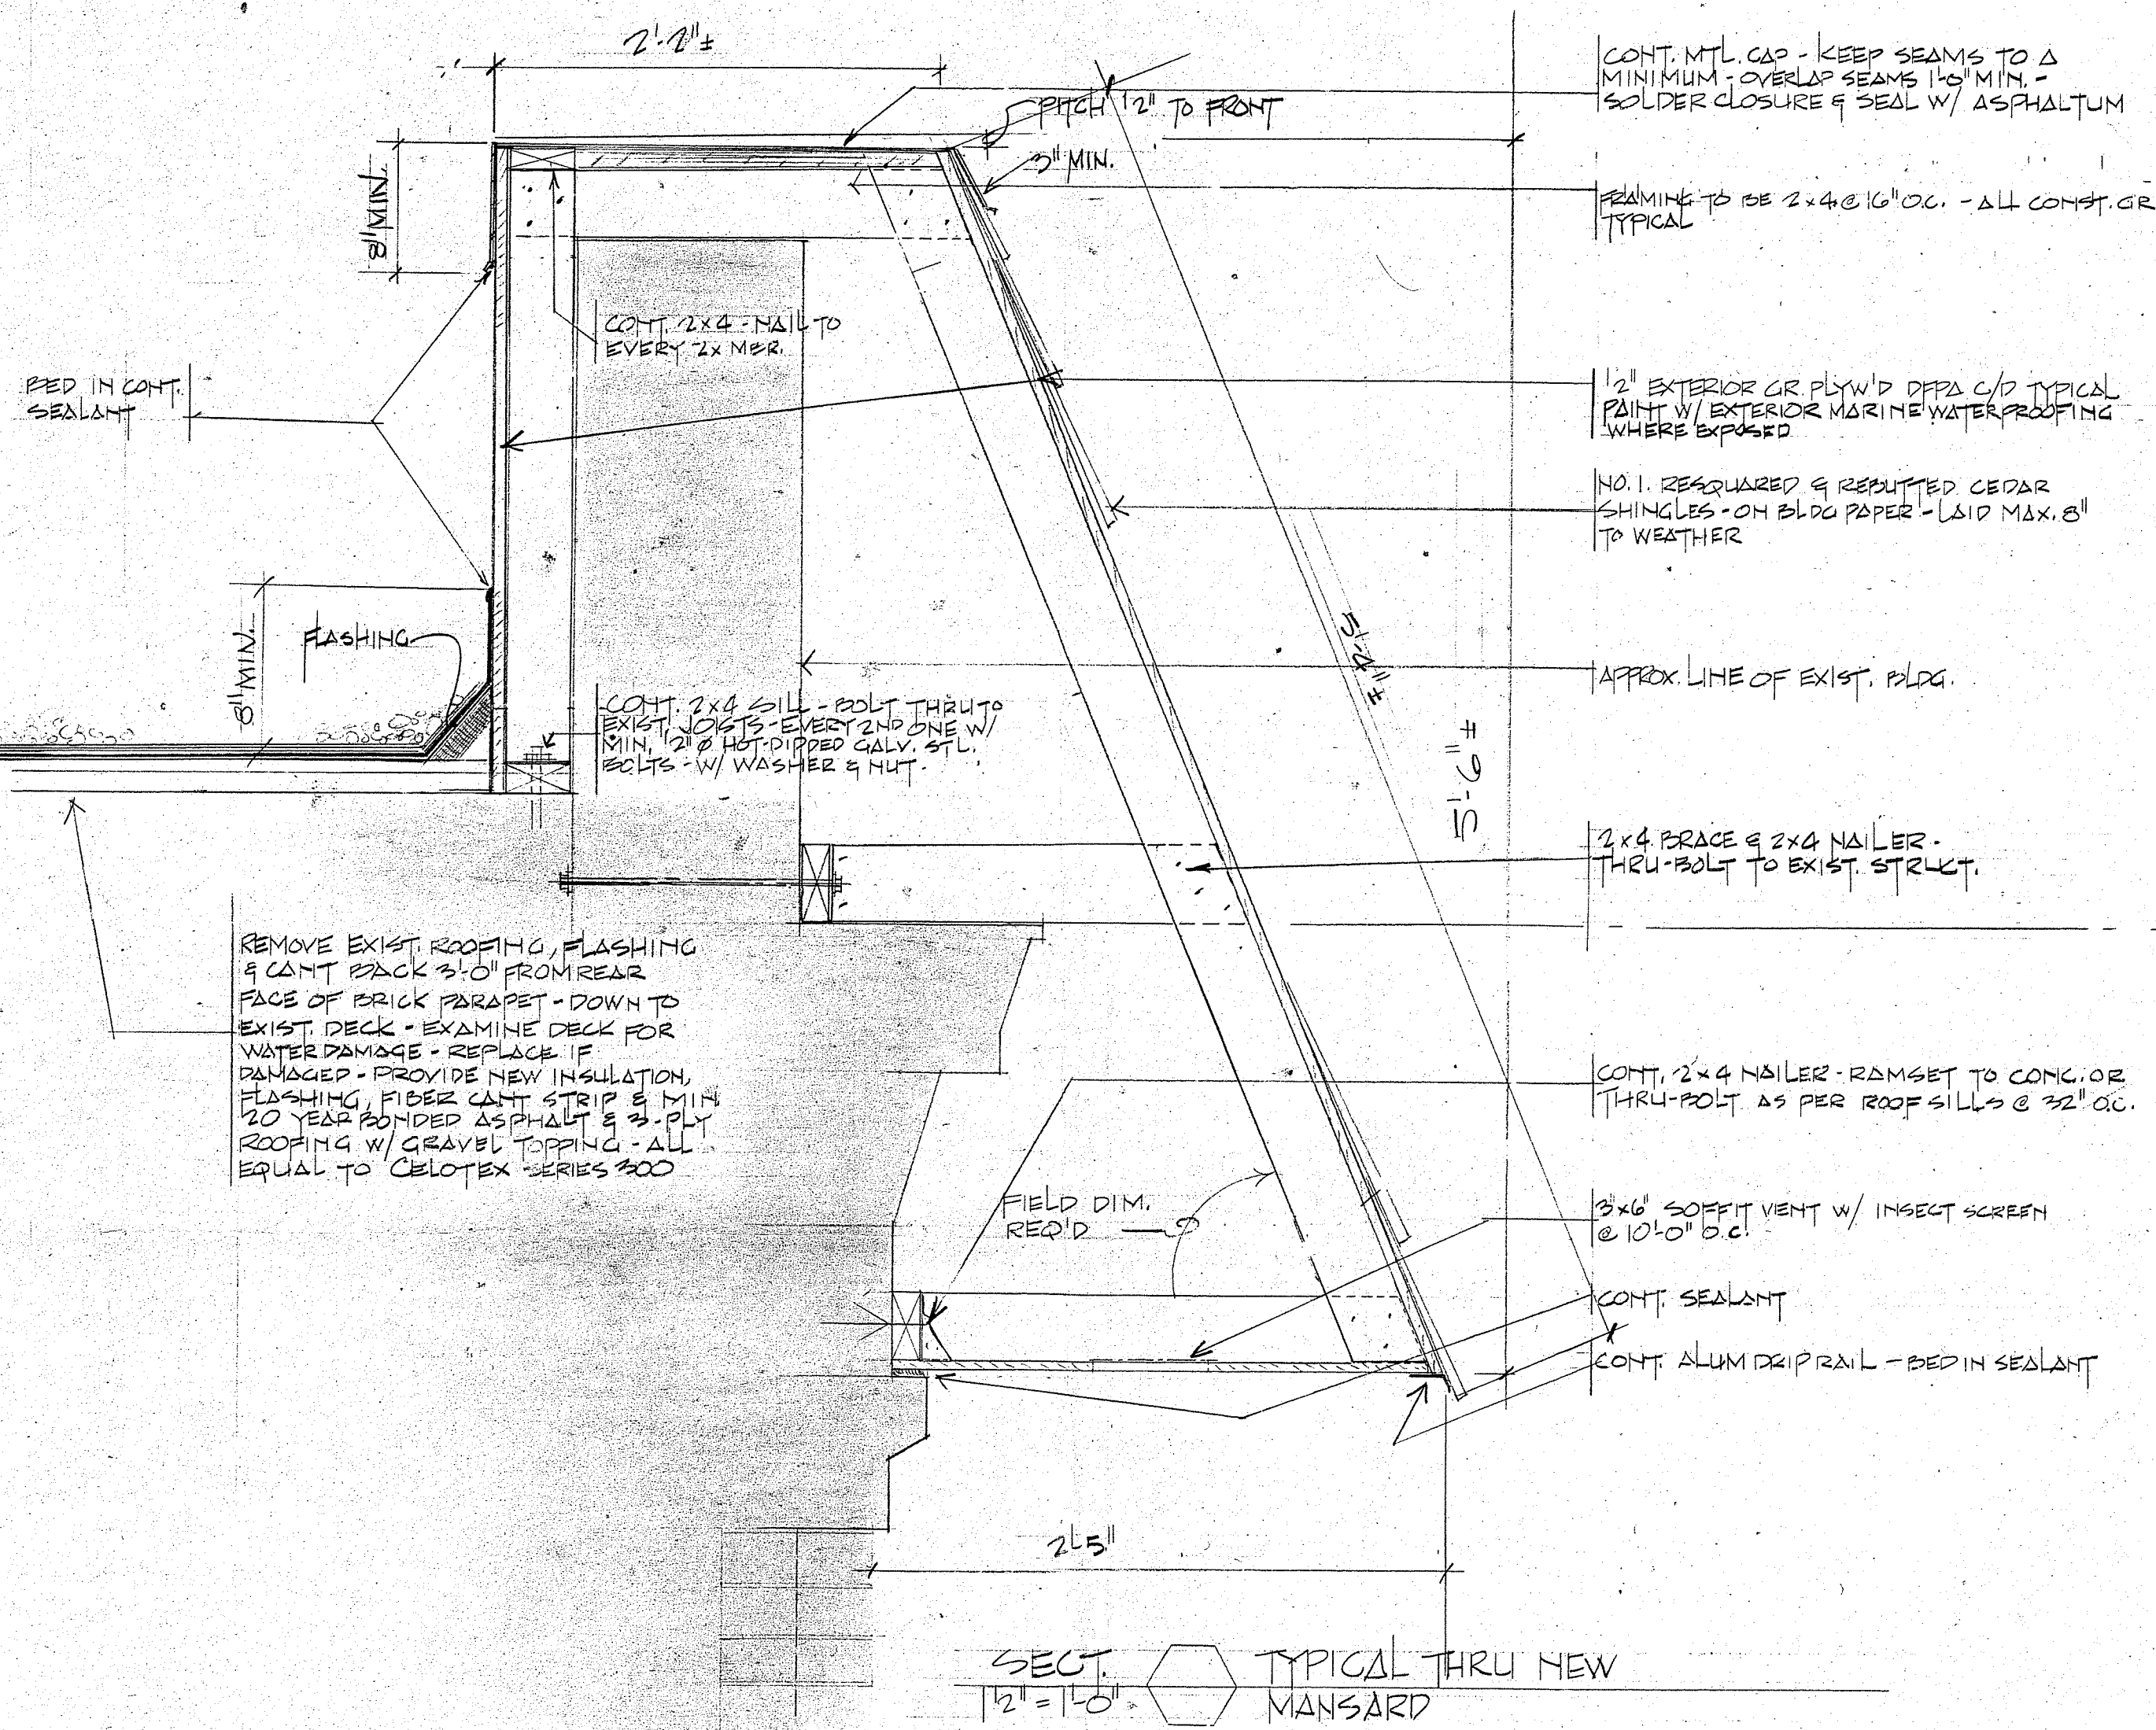 2'-2"±
CONT. MTL. CAP - KEEP SEAMS TO A
MINIMUM - OVERLAP SEAMS 1'-0" MIN. -
SOLDER CLOSURE & SEAL W/ ASPHALTUM
PITCH 1/2" TO FRONT
3" MIN.
8" MIN.
FRAMING TO BE 2x4 @ 16" O.C. - ALL CONST. GR
TYPICAL
CONT. 2x4 - NAIL TO
EVERY 2x MBR.
BED IN CONT.
SEALANT
1/2" EXTERIOR GR. PLYW'D DFPA C/D TYPICAL
PAINT W/ EXTERIOR MARINE WATERPROOFING
WHERE EXPOSED
NO. 1. RESQUARED & REBUTTED CEDAR
SHINGLES - ON BLDG PAPER - LAID MAX. 8"
TO WEATHER
8" MIN.
FLASHING
5'-4"±
5'-6"±
APPROX. LINE OF EXIST. BLDG.
CONT. 2x4 SILL - BOLT THRU TO
EXIST. JOISTS - EVERY 2ND ONE W/
MIN. 1/2" Ø HOT-DIPPED GALV. STL.
BOLTS - W/ WASHER & NUT.
2x4 BRACE & 2x4 NAILER -
THRU-BOLT TO EXIST. STRUCT.
REMOVE EXIST. ROOFING, FLASHING
& CANT BACK 3'-0" FROM REAR
FACE OF BRICK PARAPET - DOWN TO
EXIST. DECK - EXAMINE DECK FOR
WATER DAMAGE - REPLACE IF
DAMAGED - PROVIDE NEW INSULATION,
FLASHING, FIBER CANT STRIP & MIN
20 YEAR BONDED ASPHALT & 3-PLY
ROOFING W/ GRAVEL TOPPING - ALL
EQUAL TO CELOTEX SERIES 300
CONT. 2x4 NAILER - RAMSET TO CONC. OR
THRU-BOLT AS PER ROOF SILLS @ 32" O.C.
FIELD DIM.
REQ'D
3"x6" SOFFIT VENT W/ INSECT SCREEN
@ 10'-0" O.C.
CONT. SEALANT
CONT. ALUM DRIP RAIL - BED IN SEALANT
2'-5"
SECT.
1 1/2" = 1'-0"
TYPICAL THRU NEW
MANSARD